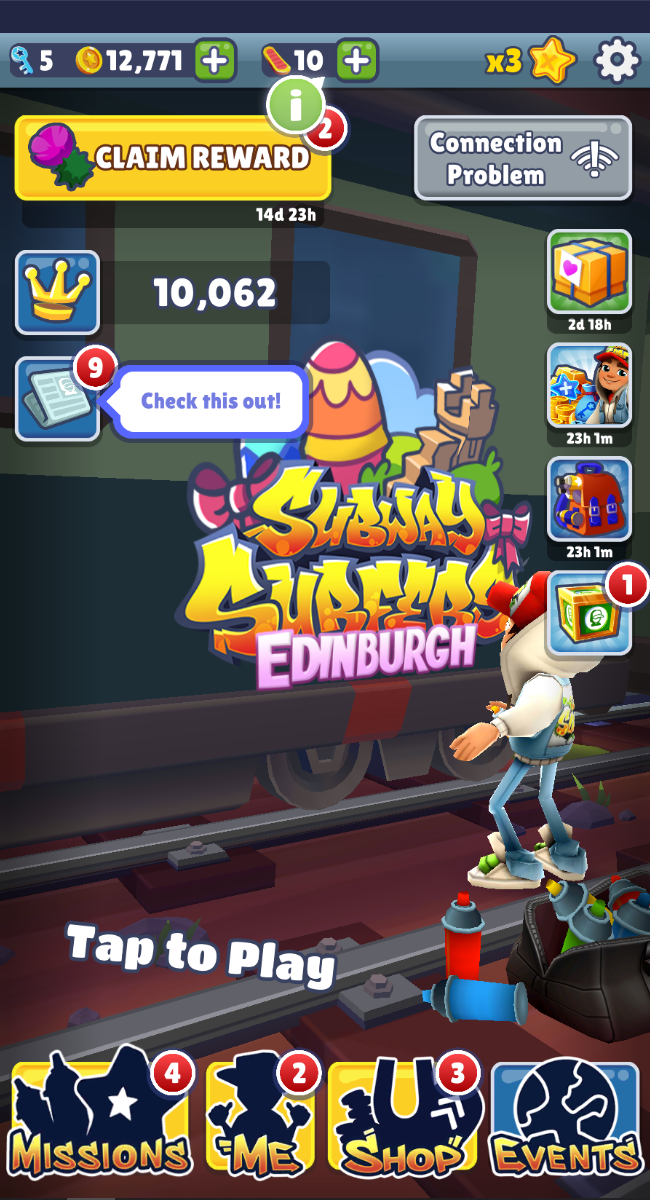 5
12,771
10
x3
i
2
CLAIM REWARD
14d 23h
Connection
Problem
10,062
2d 18h
9
Check this out!
23h 1m
23h 1m
1
SUBWAY
SURFERS
EDINBURGH
Tap to Play
4
2
3
MISSIONS
ME
SHOP
EVENTS